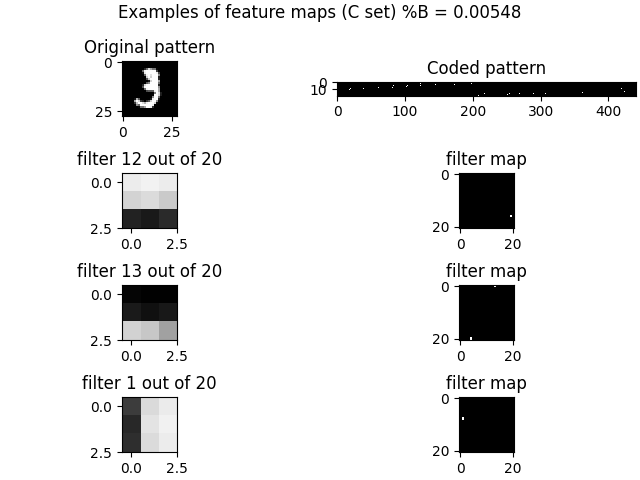 Examples of feature maps (C set) %B = 0.00548
Original pattern
0
25
0 25
Coded pattern
0
10
0 100 200 300 400
filter 12 out of 20
0.0
2.5
0.0 2.5
filter map
0
20
0 20
filter 13 out of 20
0.0
2.5
0.0 2.5
filter map
0
20
0 20
filter 1 out of 20
0.0
2.5
0.0 2.5
filter map
0
20
0 20